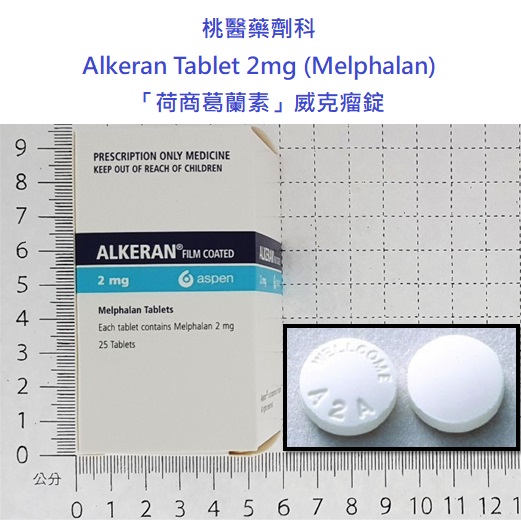 桃醫藥劑科
Alkeran Tablet 2mg (Melphalan)
「荷商葛蘭素」威克瘤錠
PRESCRIPTION ONLY MEDICINE
KEEP OUT OF REACH OF CHILDREN
ALKERAN® FILM COATED
2 mg
aspen
Melphalan Tablets
Each tablet contains Melphalan 2 mg
25 Tablets
ALKERAN
WELLCOME
A2A
9
8
7
6
5
4
3
2
1
0
公分
0 1 2 3 4 5 6 7 8 9 10 11 12 1